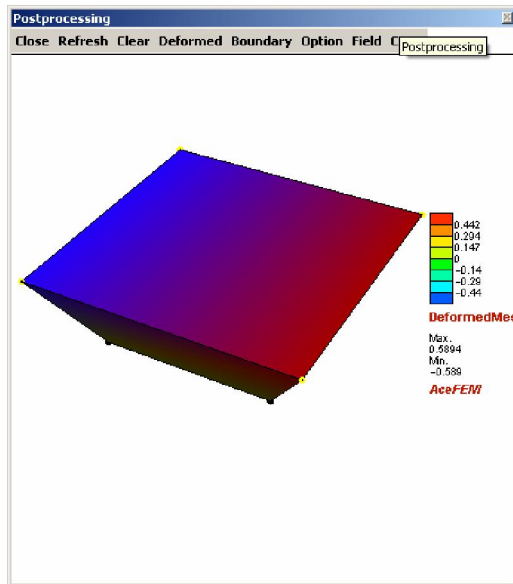 Postprocessing
Close Refresh Clear Deformed Boundary Option Field C
Postprocessing
0.442
0.294
0.147
0
-0.14
-0.29
-0.44
DeformedMes
Max.
0.5894
Min.
-0.589
AceFEM